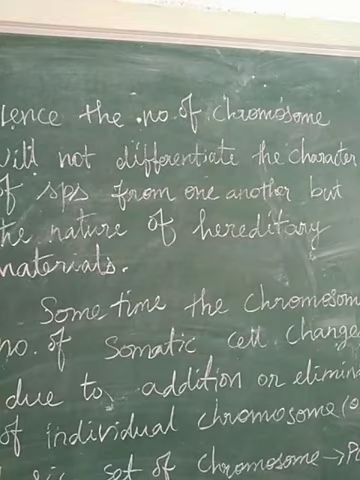 lence the .no.of chromosome
will not differentiate the character
of sps from one another but
the nature of hereditary
materials.
Some time the chromosom
no. of Somatic cell change
due to addition or elimin
of individual chromosome (o
set of chromosome →